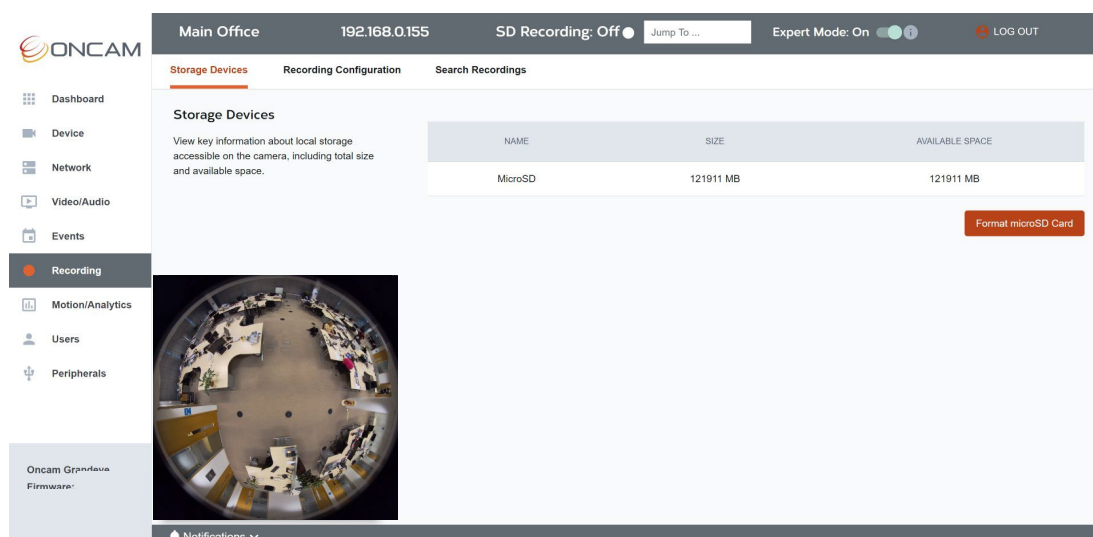 ONCAM
Main Office 192.168.0.155 SD Recording: Off Jump To ... Expert Mode: On i LOG OUT
Storage Devices Recording Configuration Search Recordings
Dashboard
Device
Network
Video/Audio
Events
Recording
Motion/Analytics
Users
Peripherals
Oncam Grandeye
Firmware:
Storage Devices
View key information about local storage
accessible on the camera, including total size
and available space.
NAME SIZE AVAILABLE SPACE
MicroSD 121911 MB 121911 MB
Format microSD Card
Notifications